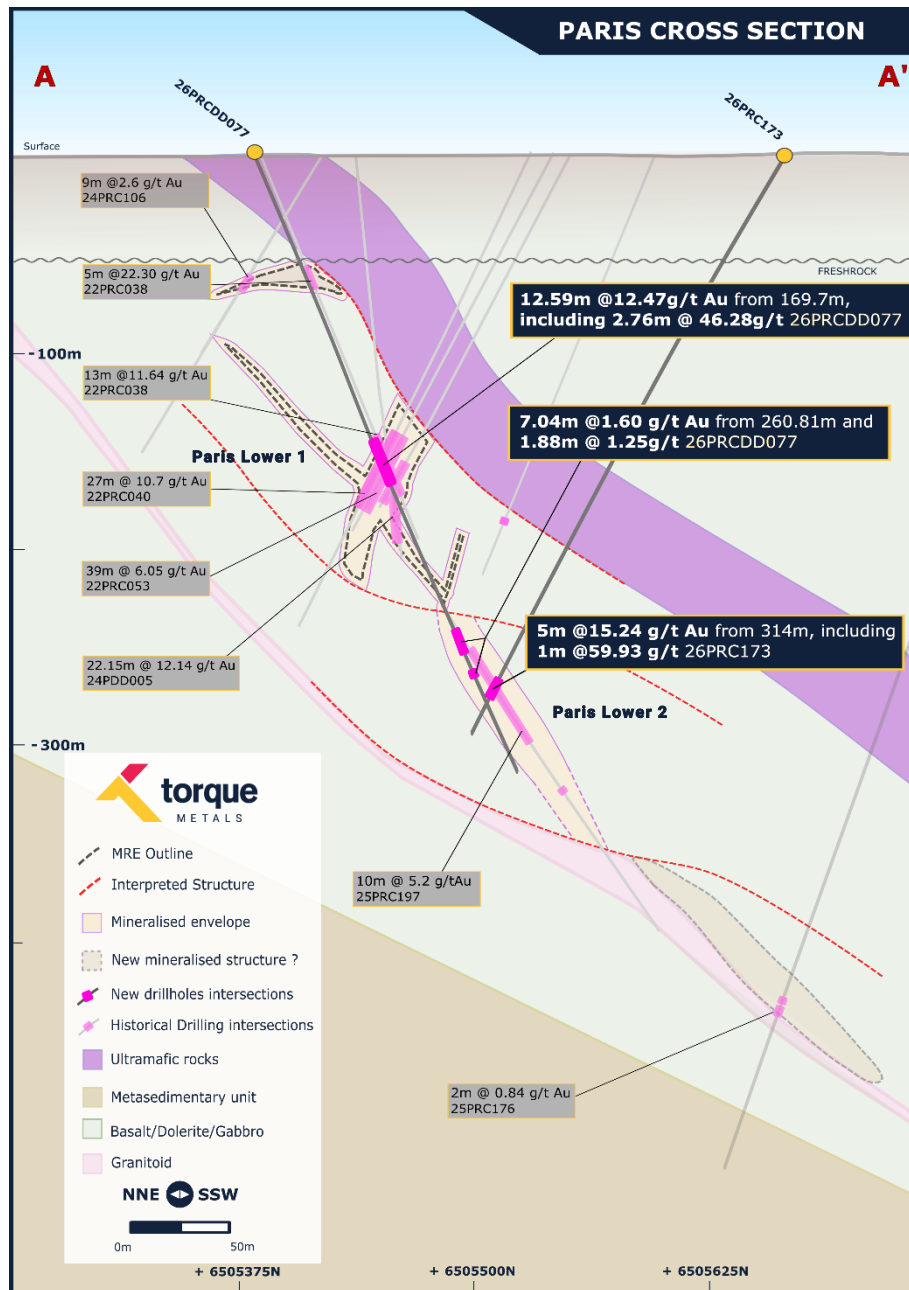 PARIS CROSS SECTION
A
A'
26PRCDD077
26PRC173
Surface
9m @2.6 g/t Au
24PRC106
FRESHROCK
5m @22.30 g/t Au
22PRC038
12.59m @12.47g/t Au from 169.7m,
including 2.76m @ 46.28g/t 26PRCDD077
-100m
13m @11.64 g/t Au
22PRC038
7.04m @1.60 g/t Au from 260.81m and
1.88m @ 1.25g/t 26PRCDD077
Paris Lower 1
27m @ 10.7 g/t Au
22PRC040
39m @ 6.05 g/t Au
22PRC053
5m @15.24 g/t Au from 314m, including
1m @59.93 g/t 26PRC173
22.15m @ 12.14 g/t Au
24PDD005
Paris Lower 2
-300m
torque
METALS
MRE Outline
Interpreted Structure
Mineralised envelope
New mineralised structure ?
New drillholes intersections
Historical Drilling intersections
Ultramafic rocks
Metasedimentary unit
Basalt/Dolerite/Gabbro
Granitoid
NNE SSW
0m 50m
10m @ 5.2 g/tAu
25PRC197
2m @ 0.84 g/t Au
25PRC176
+ 6505375N + 6505500N + 6505625N